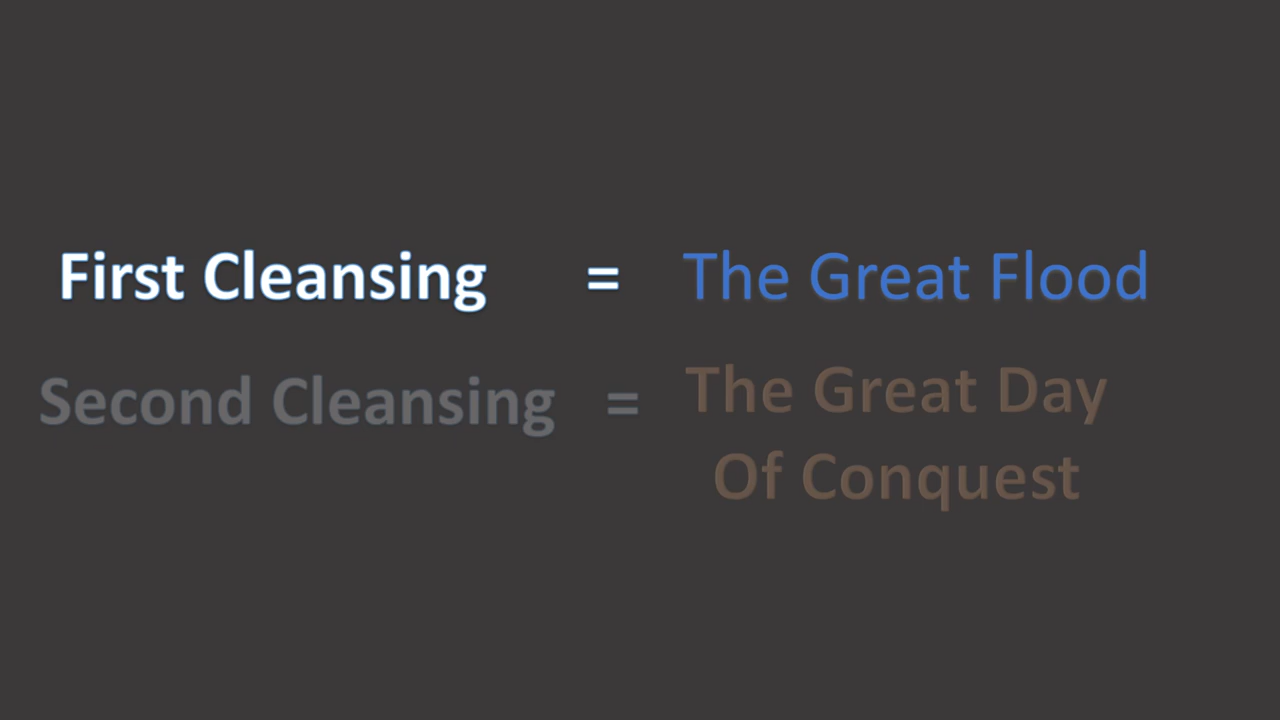 First Cleansing = The Great Flood
Second Cleansing = The Great Day
Of Conquest